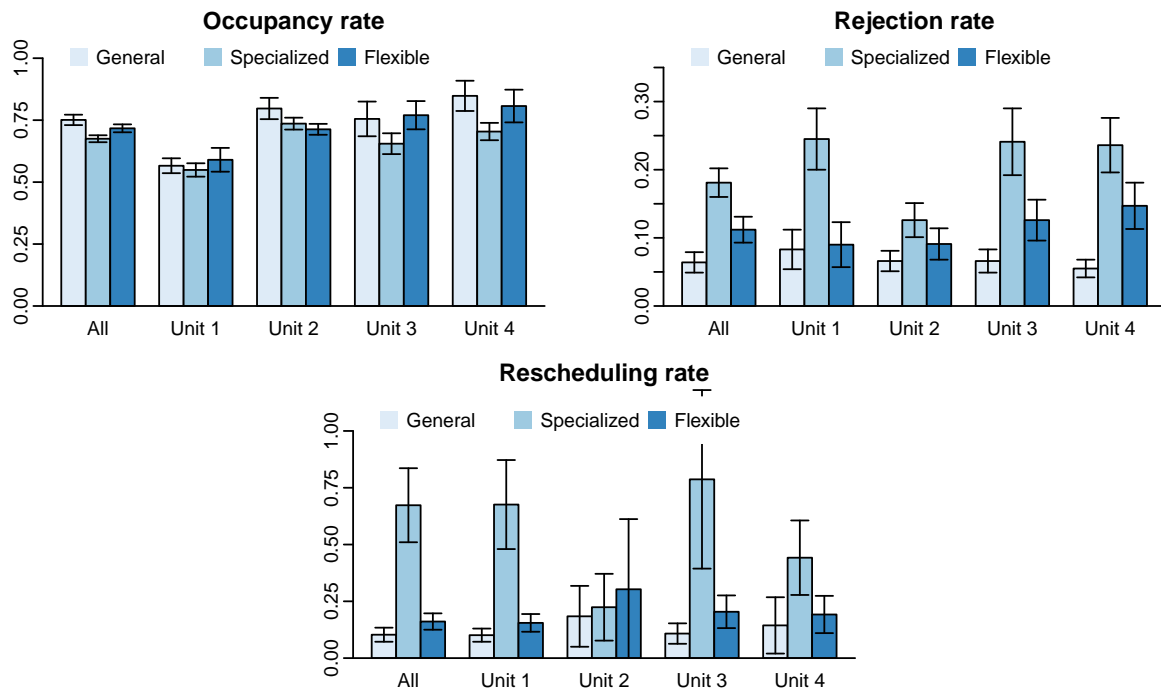 Occupancy rate
General Specialized Flexible
1.00
0.75
0.50
0.25
0.00
All Unit 1 Unit 2 Unit 3 Unit 4
Rejection rate
General Specialized Flexible
0.30
0.20
0.10
0.00
All Unit 1 Unit 2 Unit 3 Unit 4
Rescheduling rate
General Specialized Flexible
1.00
0.75
0.50
0.25
0.00
All Unit 1 Unit 2 Unit 3 Unit 4